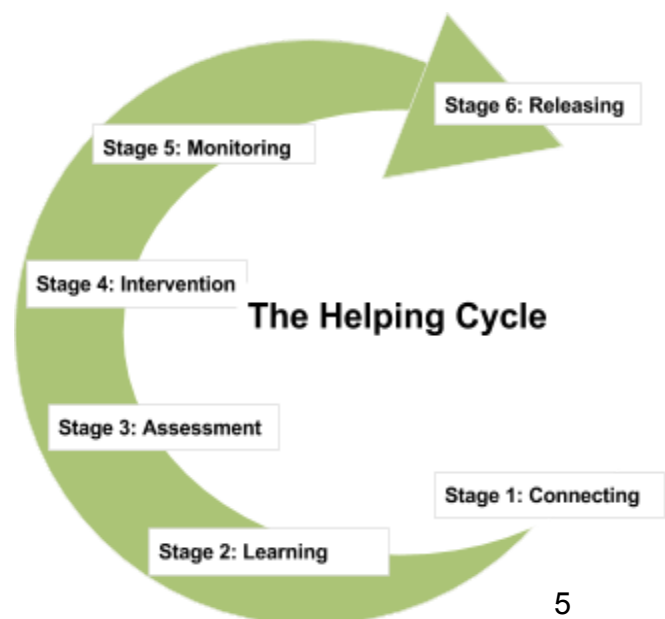 Stage 6: Releasing
Stage 5: Monitoring
Stage 4: Intervention
The Helping Cycle
Stage 3: Assessment
Stage 1: Connecting
Stage 2: Learning
5